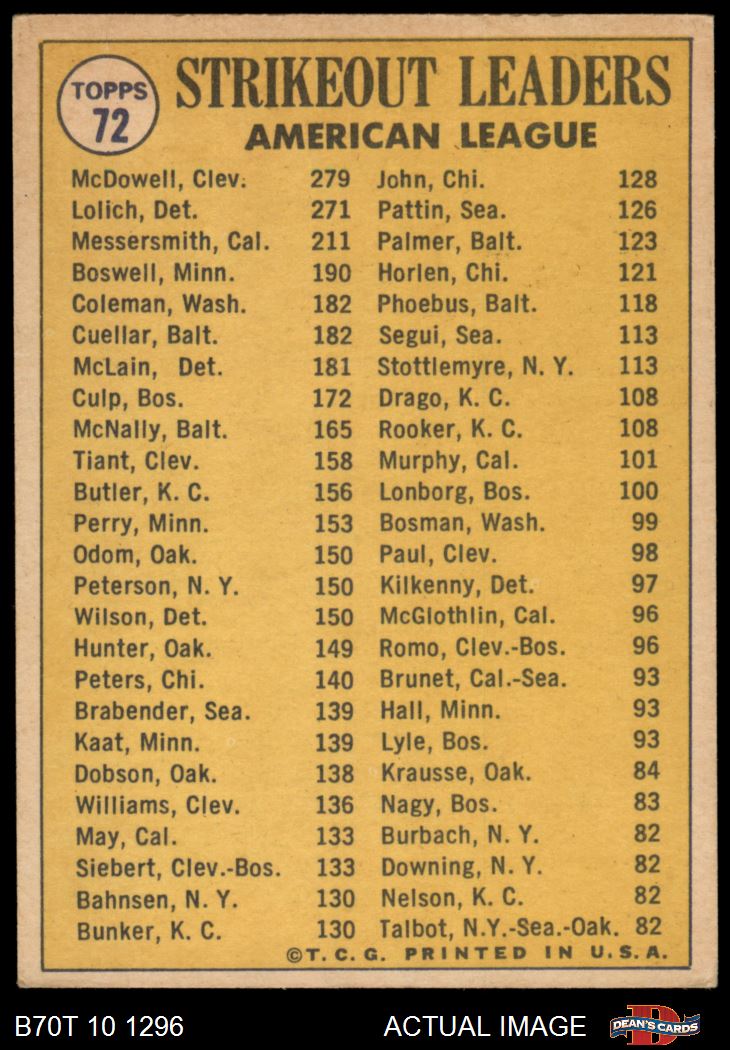 TOPPS
72
STRIKEOUT LEADERS
AMERICAN LEAGUE
McDowell, Clev. 279
Lolich, Det. 271
Messersmith, Cal. 211
Boswell, Minn. 190
Coleman, Wash. 182
Cuellar, Balt. 182
McLain, Det. 181
Culp, Bos. 172
McNally, Balt. 165
Tiant, Clev. 158
Butler, K. C. 156
Perry, Minn. 153
Odom, Oak. 150
Peterson, N. Y. 150
Wilson, Det. 150
Hunter, Oak. 149
Peters, Chi. 140
Brabender, Sea. 139
Kaat, Minn. 139
Dobson, Oak. 138
Williams, Clev. 136
May, Cal. 133
Siebert, Clev.-Bos. 133
Bahnsen, N. Y. 130
Bunker, K. C. 130
John, Chi. 128
Pattin, Sea. 126
Palmer, Balt. 123
Horlen, Chi. 121
Phoebus, Balt. 118
Segui, Sea. 113
Stottlemyre, N. Y. 113
Drago, K. C. 108
Rooker, K. C. 108
Murphy, Cal. 101
Lonborg, Bos. 100
Bosman, Wash. 99
Paul, Clev. 98
Kilkenny, Det. 97
McGlothlin, Cal. 96
Romo, Clev.-Bos. 96
Brunet, Cal.-Sea. 93
Hall, Minn. 93
Lyle, Bos. 93
Krausse, Oak. 84
Nagy, Bos. 83
Burbach, N. Y. 82
Downing, N. Y. 82
Nelson, K. C. 82
Talbot, N.Y.-Sea.-Oak. 82
©T. C. G. PRINTED IN U. S. A.
B70T 10 1296 ACTUAL IMAGE
D
DEAN'S CARDS